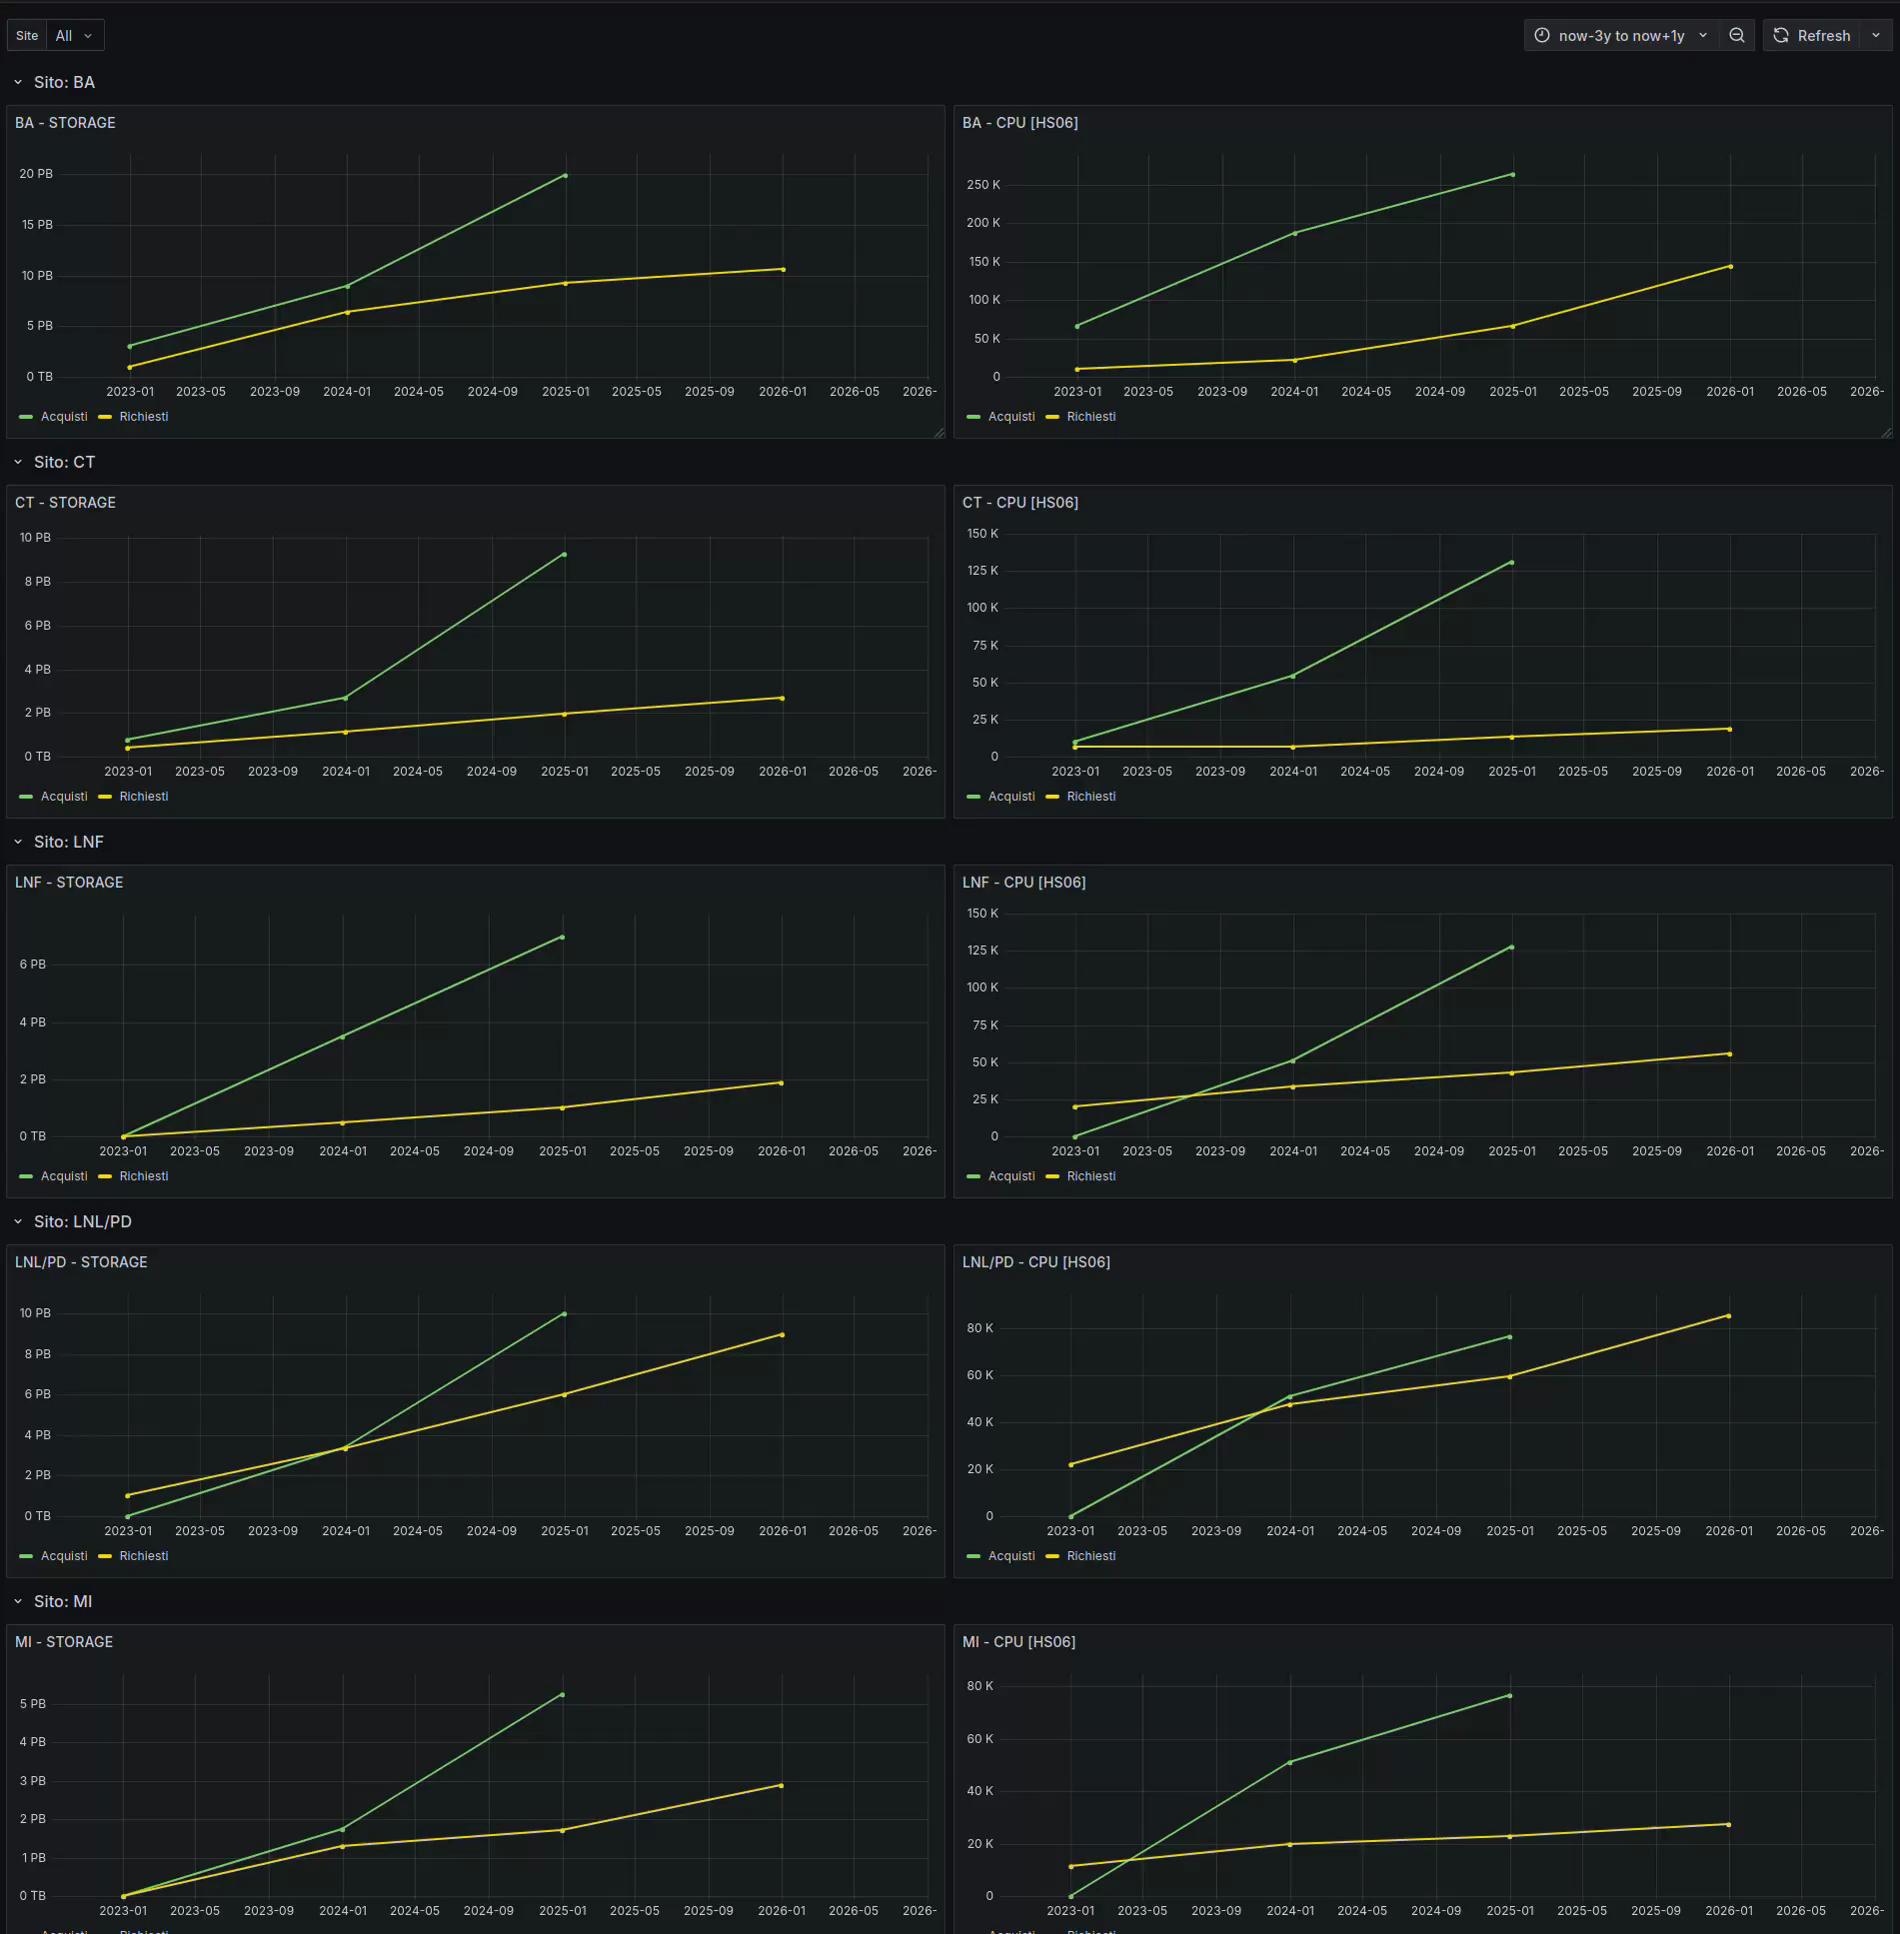 Site All now-3y to now+1y Refresh
Sito: BA
BA - STORAGE
20 PB
15 PB
10 PB
5 PB
0 TB
2023-01 2023-05 2023-09 2024-01 2024-05 2024-09 2025-01 2025-05 2025-09 2026-01 2026-05 2026-
Acquisti Richiesti
BA - CPU [HS06]
250 K
200 K
150 K
100 K
50 K
0
2023-01 2023-05 2023-09 2024-01 2024-05 2024-09 2025-01 2025-05 2025-09 2026-01 2026-05 2026-
Acquisti Richiesti
Sito: CT
CT - STORAGE
10 PB
8 PB
6 PB
4 PB
2 PB
0 TB
2023-01 2023-05 2023-09 2024-01 2024-05 2024-09 2025-01 2025-05 2025-09 2026-01 2026-05 2026-
Acquisti Richiesti
CT - CPU [HS06]
150 K
125 K
100 K
75 K
50 K
25 K
0
2023-01 2023-05 2023-09 2024-01 2024-05 2024-09 2025-01 2025-05 2025-09 2026-01 2026-05 2026-
Acquisti Richiesti
Sito: LNF
LNF - STORAGE
6 PB
4 PB
2 PB
0 TB
2023-01 2023-05 2023-09 2024-01 2024-05 2024-09 2025-01 2025-05 2025-09 2026-01 2026-05 2026-
Acquisti Richiesti
LNF - CPU [HS06]
150 K
125 K
100 K
75 K
50 K
25 K
0
2023-01 2023-05 2023-09 2024-01 2024-05 2024-09 2025-01 2025-05 2025-09 2026-01 2026-05 2026-
Acquisti Richiesti
Sito: LNL/PD
LNL/PD - STORAGE
10 PB
8 PB
6 PB
4 PB
2 PB
0 TB
2023-01 2023-05 2023-09 2024-01 2024-05 2024-09 2025-01 2025-05 2025-09 2026-01 2026-05 2026-
Acquisti Richiesti
LNL/PD - CPU [HS06]
80 K
60 K
40 K
20 K
0
2023-01 2023-05 2023-09 2024-01 2024-05 2024-09 2025-01 2025-05 2025-09 2026-01 2026-05 2026-
Acquisti Richiesti
Sito: MI
MI - STORAGE
5 PB
4 PB
3 PB
2 PB
1 PB
0 TB
2023-01 2023-05 2023-09 2024-01 2024-05 2024-09 2025-01 2025-05 2025-09 2026-01 2026-05 2026-
MI - CPU [HS06]
80 K
60 K
40 K
20 K
0
2023-01 2023-05 2023-09 2024-01 2024-05 2024-09 2025-01 2025-05 2025-09 2026-01 2026-05 2026-